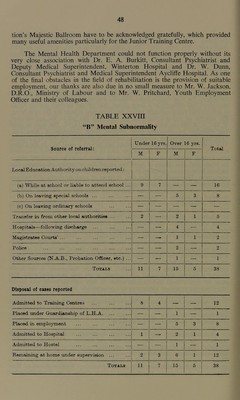 48
tion's Majestic Ballroom have to be acknowledged gratefully, which provided
many useful amenities particularly for the Junior Training Centre.
The Mental Health Department could not function properly without its
very close association with Dr. E. A. Burkitt, Consultant Psychiatrist and
Deputy Medical Superintendent, Winterton Hospital and Dr. W. Dunn,
Consultant Psychiatrist and Medical Superintendent Aycliffe Hospital. As one
of the final obstacles in the field of rehabilitation is the provision of suitable
employment, our thanks are also due in no small measure to Mr. W. Jackson,
D.R.O., Ministry of Labour and to Mr. W. Pritchard, Youth Employment
Officer and their colleagues.
TABLE XXVIII
"B" Mental Subnormality
Source of referral: Under 16 yrs. Over 16 yrs. Total
M F M F
Local Education Authority on children reported:
(a) While at school or liable to attend school... 9 7 — — 16
(b) On leaving special schools — — 5 3 8
(c) On leaving ordinary schools — — — — —
Transfer in from other local authorities 2 — 2 1 5
Hospitals—following discharge — — 4 — 4
Magistrates Courts — — 1 1 2
Police — — 2 — 2
Other Sources (N.A.B., Probation Officer, etc.) — — 1 — 1
Totals 11 7 15 5 38
Disposal of cases reported
Admitted to Training Centres 8 4 — — 12
Placed under Guardianship of L.H.A. — — 1 — 1
Placed in employment — — 5 3 8
Admitted to Hospital 1 — 2 1 4
Admitted to Hostel — — 1 — 1
Remaining at home under supervision 2 3 6 1 12
Totals 11 7 15 5 38